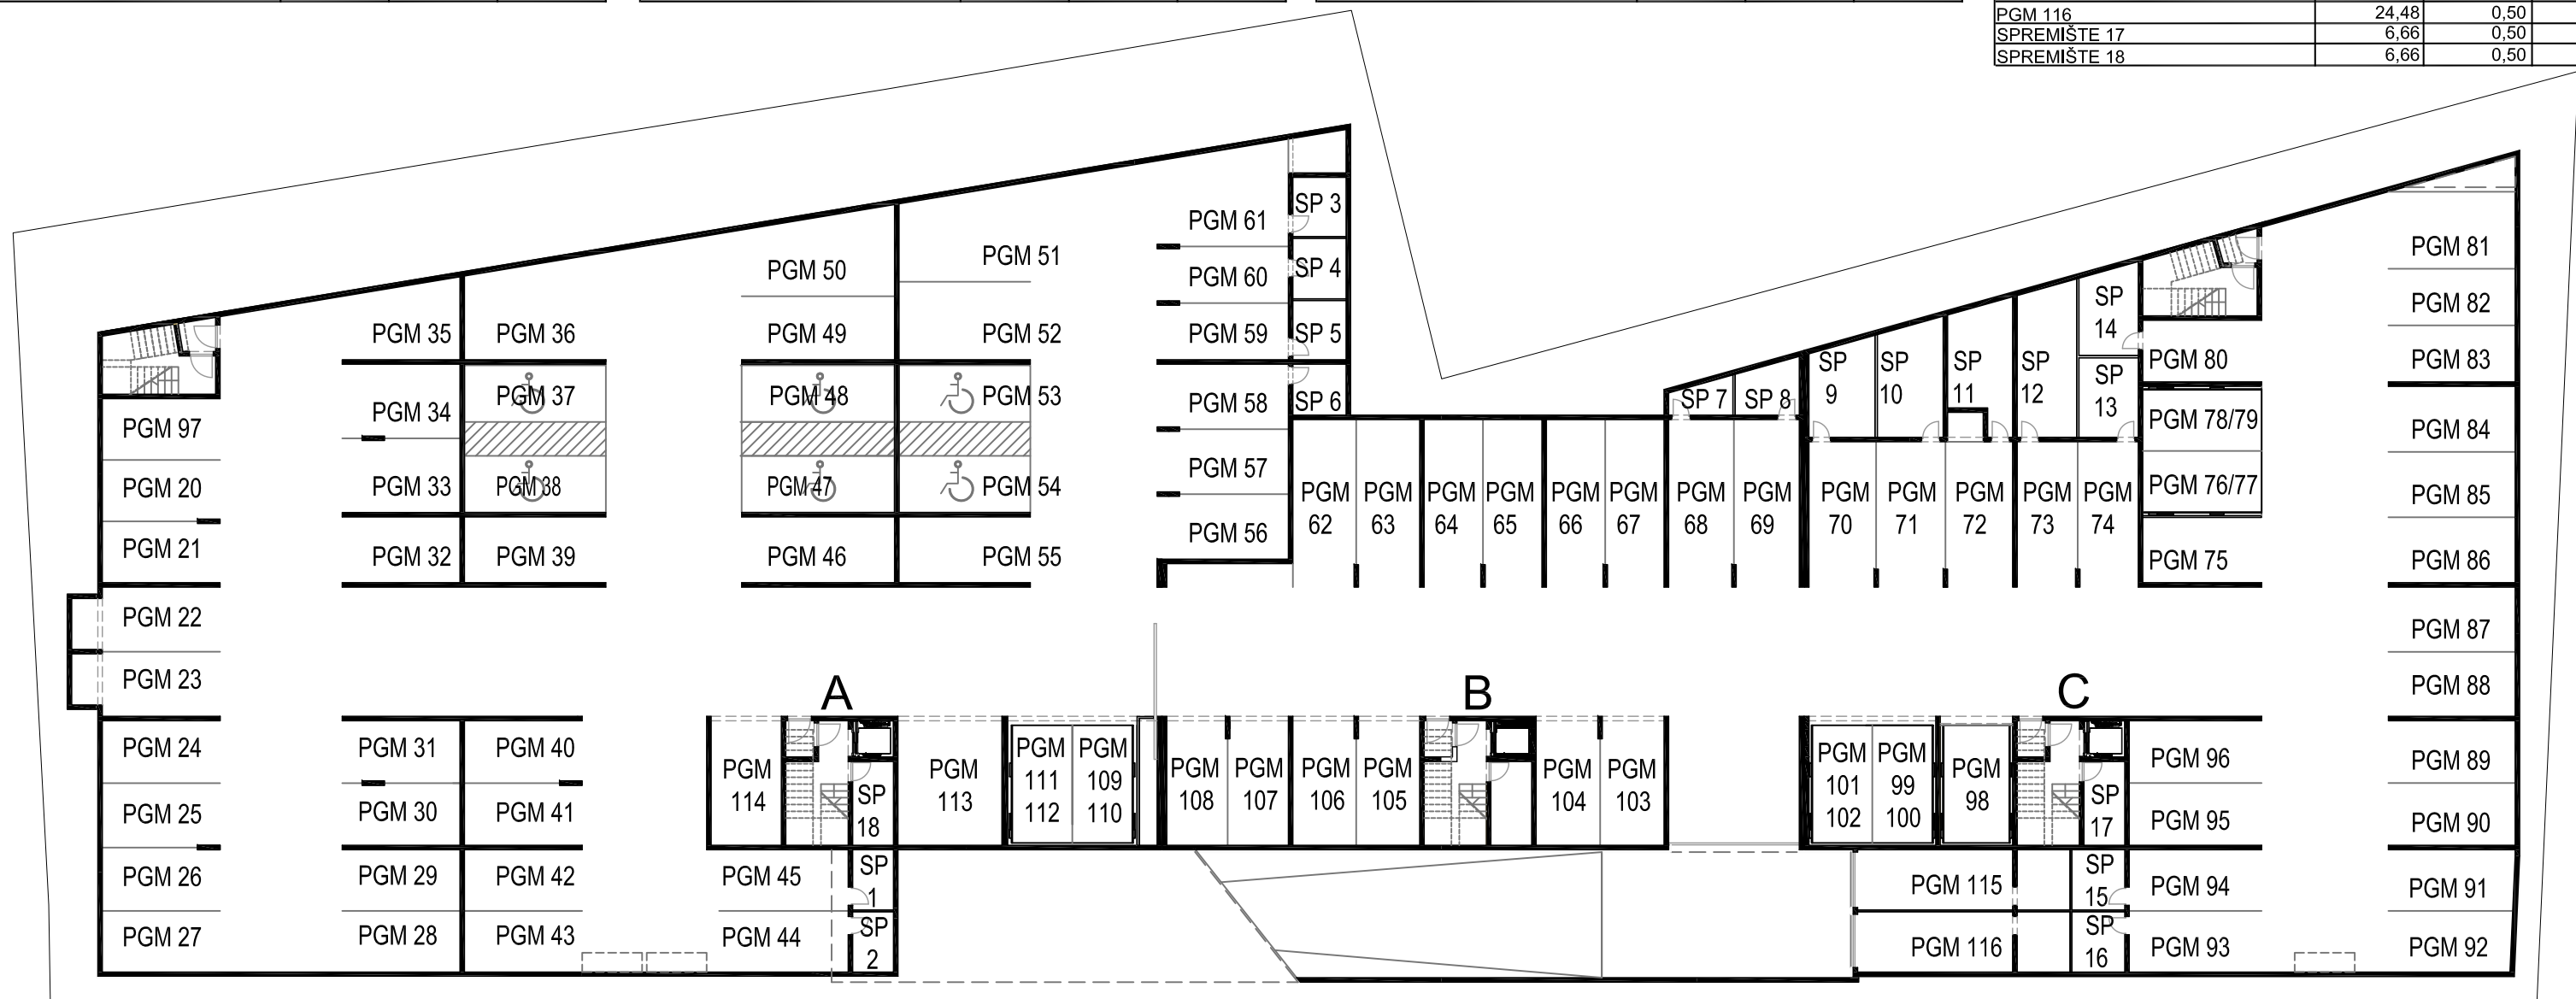 PGM 116 24,48 0,50
SPREMIŠTE 17 6,66 0,50
SPREMIŠTE 18 6,66 0,50
PGM 61
SP 3
PGM 60
SP 4
PGM 59
SP 5
PGM 58
SP 6
PGM 57
PGM 56
PGM 51
PGM 50
PGM 52
PGM 49
PGM 53
PGM 48
PGM 54
PGM 47
PGM 55
PGM 46
PGM 35
PGM 36
PGM 34
PGM 37
PGM 33
PGM 38
PGM 32
PGM 39
PGM 97
PGM 20
PGM 21
PGM 22
PGM 23
PGM 24
PGM 25
PGM 26
PGM 27
PGM 31
PGM 40
PGM 30
PGM 41
PGM 29
PGM 42
PGM 28
PGM 43
A
PGM
114
SP
18
PGM
113
PGM
111
112
PGM
109
110
PGM 45
SP
1
PGM 44
SP
2
PGM
62
PGM
63
PGM
64
PGM
65
PGM
66
PGM
67
PGM
68
PGM
69
PGM
70
PGM
71
PGM
72
PGM
73
PGM
74
SP 7
SP 8
SP
9
SP
10
SP
11
SP
12
SP
14
SP
13
PGM 80
PGM 78/79
PGM 76/77
PGM 75
PGM 81
PGM 82
PGM 83
PGM 84
PGM 85
PGM 86
PGM 87
PGM 88
PGM 89
PGM 90
PGM 91
PGM 92
B
PGM
108
PGM
107
PGM
106
PGM
105
PGM
104
PGM
103
C
PGM
101
102
PGM
99
100
PGM
98
SP
17
PGM 96
PGM 95
PGM 115
SP
15
PGM 94
PGM 116
SP
16
PGM 93